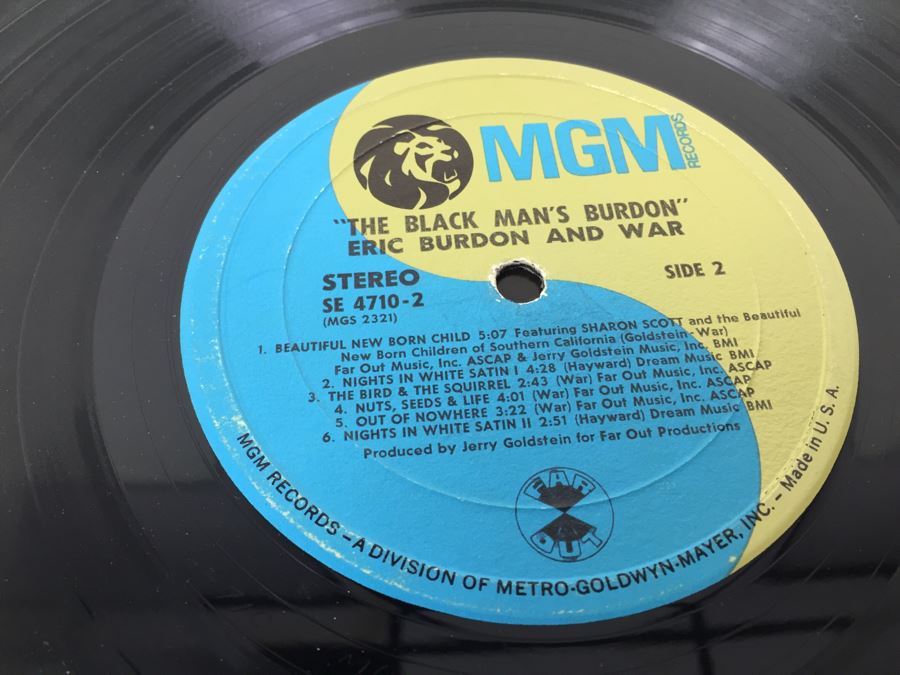 MGM RECORDS
"THE BLACK MAN'S BURDON"
ERIC BURDON AND WAR
STEREO
SIDE 2
SE 4710-2
(MGS 2321)
1. BEAUTIFUL NEW BORN CHILD 5:07 Featuring SHARON SCOTT and the Beautiful
New Born Children of Southern California (Goldstein-War)
Far Out Music, Inc. ASCAP & Jerry Goldstein Music, Inc. BMI
2. NIGHTS IN WHITE SATIN I 4:28 (Hayward) Dream Music BMI
3. THE BIRD & THE SQUIRREL 2:43 (War) Far Out Music, Inc. ASCAP
4. NUTS, SEEDS & LIFE 4:01 (War) Far Out Music, Inc. ASCAP
5. OUT OF NOWHERE 3:22 (War) Far Out Music, Inc. ASCAP
6. NIGHTS IN WHITE SATIN II 2:51 (Hayward) Dream Music BMI
Produced by Jerry Goldstein for Far Out Productions
FAR
OUT
MGM RECORDS – A DIVISION OF METRO-GOLDWYN-MAYER, INC. – Made in U. S. A.